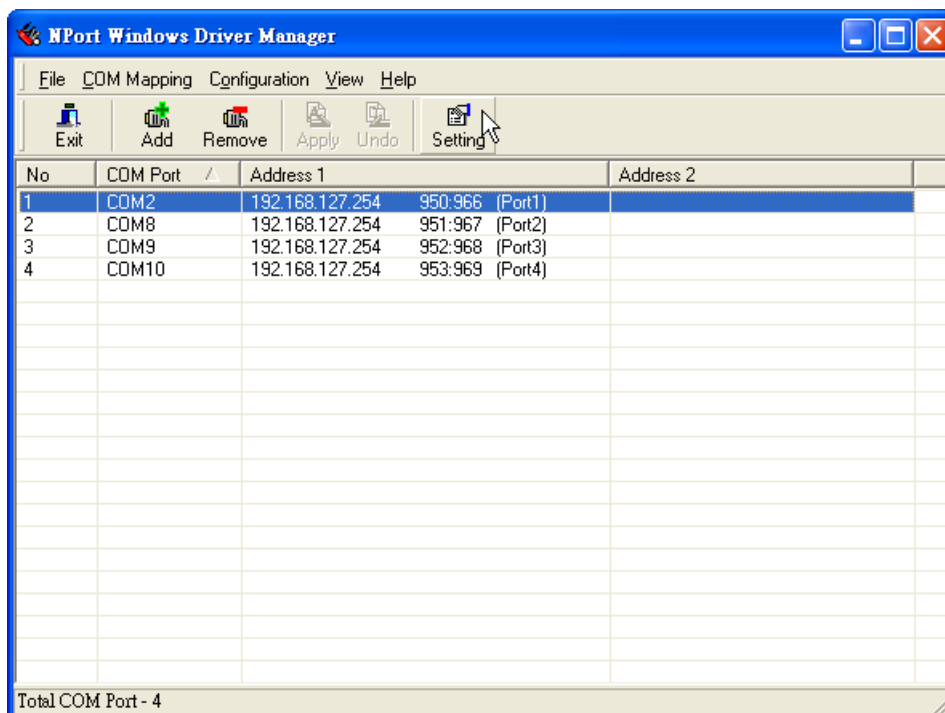 NPort Windows Driver Manager
File COM Mapping Configuration View Help
Exit Add Remove Apply Undo Setting
No COM Port Address 1 Address 2
1 COM2 192.168.127.254 950:966 (Port1)
2 COM8 192.168.127.254 951:967 (Port2)
3 COM9 192.168.127.254 952:968 (Port3)
4 COM10 192.168.127.254 953:969 (Port4)
Total COM Port - 4